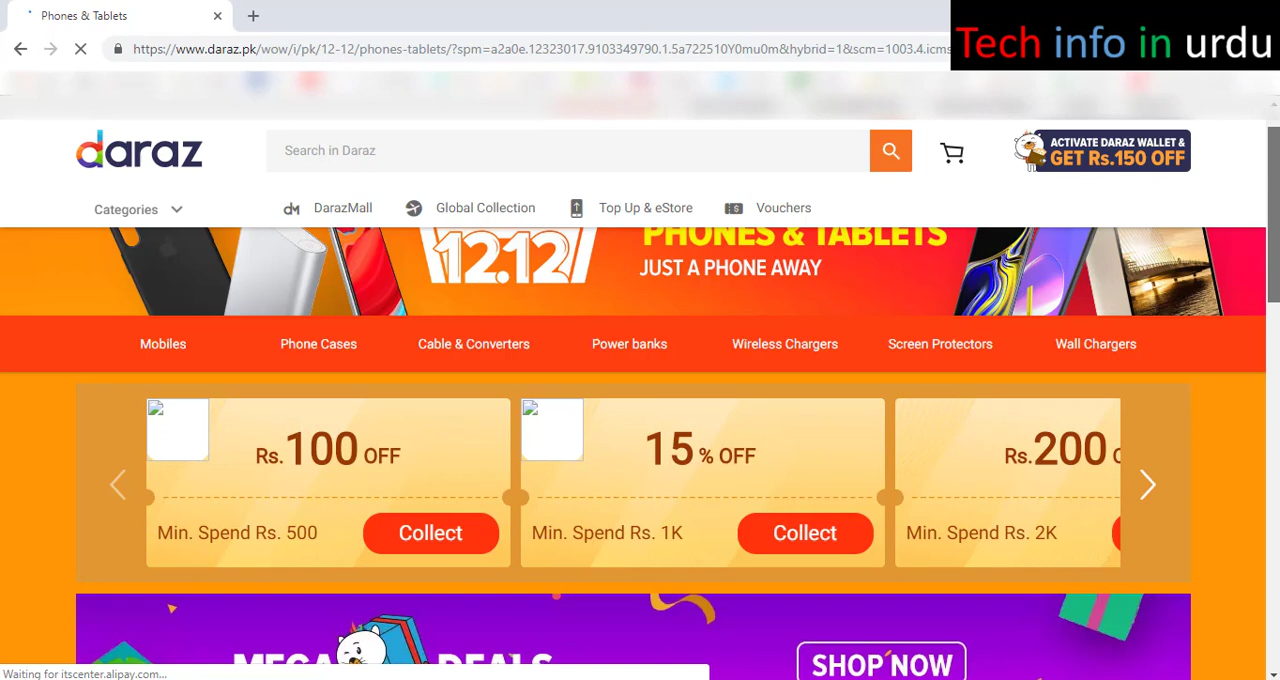 Phones & Tablets
https://www.daraz.pk/wow/i/pk/12-12/phones-tablets/?spm=a2a0e.12323017.9103349790.1.5a722510Y0mu0m&hybrid=1&scm=1003.4.icms
Tech info in urdu
daraz
Search in Daraz
ACTIVATE DARAZ WALLET &
GET Rs.150 OFF
Categories
DarazMall
Global Collection
Top Up & eStore
Vouchers
12.12
PHONES & TABLETS
JUST A PHONE AWAY
Mobiles
Phone Cases
Cable & Converters
Power banks
Wireless Chargers
Screen Protectors
Wall Chargers
Rs.100 OFF
15 % OFF
Rs.200
Min. Spend Rs. 500
Collect
Min. Spend Rs. 1K
Collect
Min. Spend Rs. 2K
MEGA DEALS
SHOP NOW
Waiting for itscenter.alipay.com...